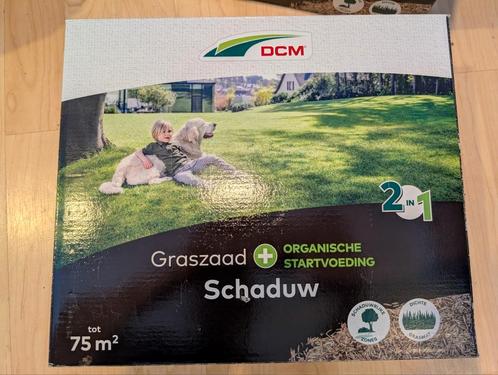 DCM
2 IN 1
Graszaad + ORGANISCHE
STARTVOEDING
Schaduw
tot
75 m²
SCHADUWRIJKE
ZONES
DICHTE
GRASMAT